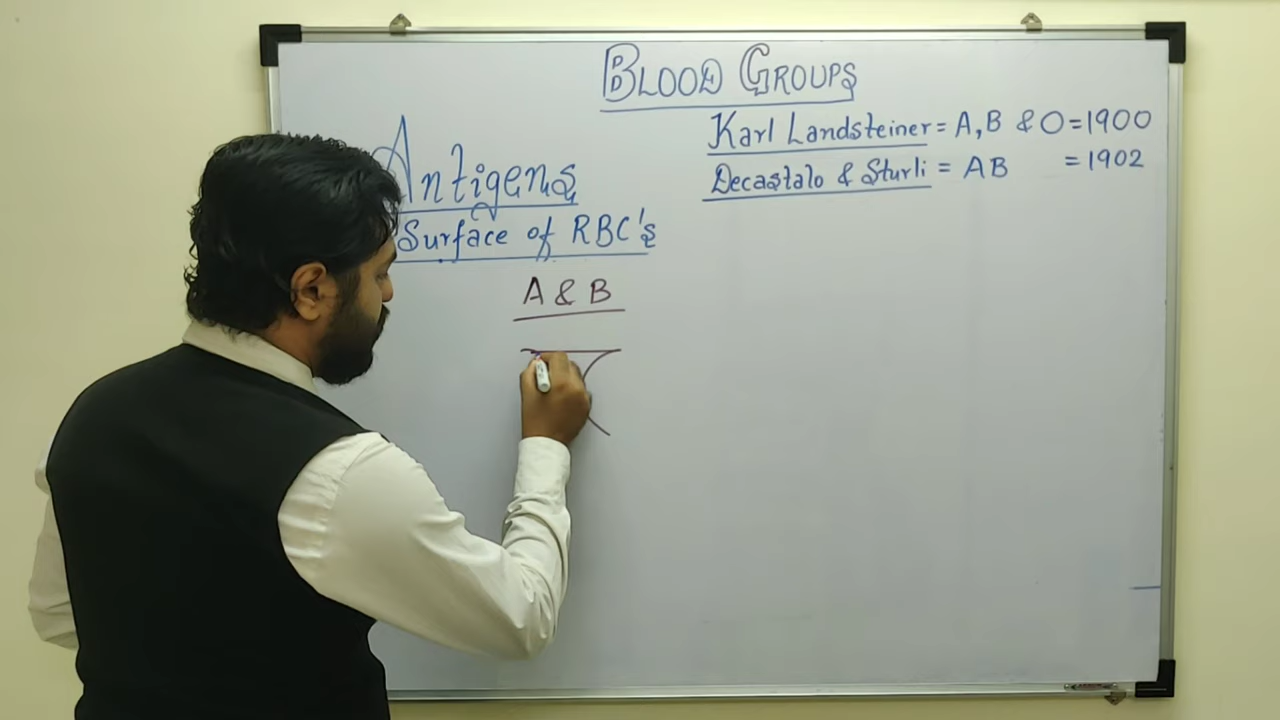 BLOOD GROUPS
Karl Landsteiner = A, B & O = 1900
Decastalo & Sturli = AB = 1902
Antigens
Surface of RBC's
A & B